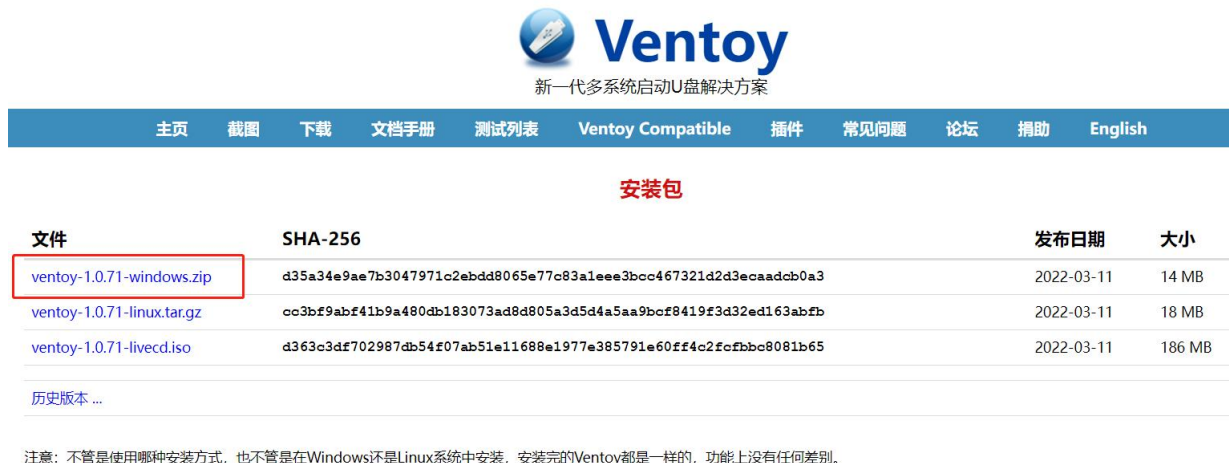 Ventoy
新一代多系统启动U盘解决方案
主页 截图 下载 文档手册 测试列表 Ventoy Compatible 插件 常见问题 论坛 捐助 English
安装包
文件 SHA-256 发布日期 大小
ventoy-1.0.71-windows.zip d35a34e9ae7b3047971c2ebdd8065e77c83a1eee3bcc467321d2d3ecaadcb0a3 2022-03-11 14 MB
ventoy-1.0.71-linux.tar.gz cc3bf9abf41b9a480db183073ad8d805a3d5d4a5aa9bcf8419f3d32ed163abfb 2022-03-11 18 MB
ventoy-1.0.71-livecd.iso d363c3df702987db54f07ab51e11688e1977e385791e60ff4c2fcfbbc8081b65 2022-03-11 186 MB
历史版本 ...
注意：不管是使用哪种安装方式，也不管是在Windows还是Linux系统中安装，安装完的Ventoy都是一样的，功能上没有任何差别。